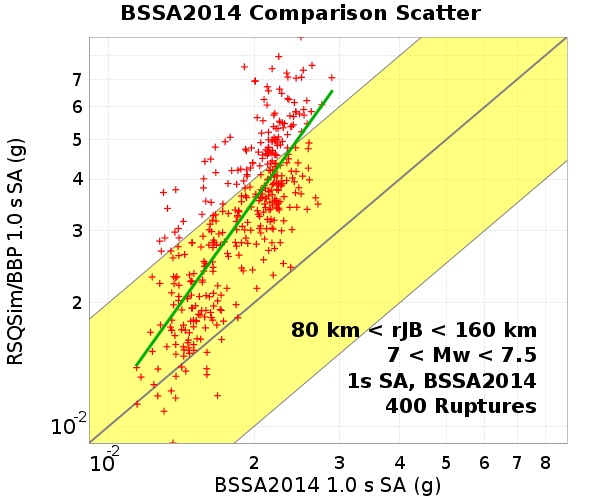 BSSA2014 Comparison Scatter
RSQSim/BBP 1.0 s SA (g)
7
6
5
4
3
2
10-2
80 km < rJB < 160 km
7 < Mw < 7.5
1s SA, BSSA2014
400 Ruptures
10-2 2 3 4 5 6 7 8
BSSA2014 1.0 s SA (g)